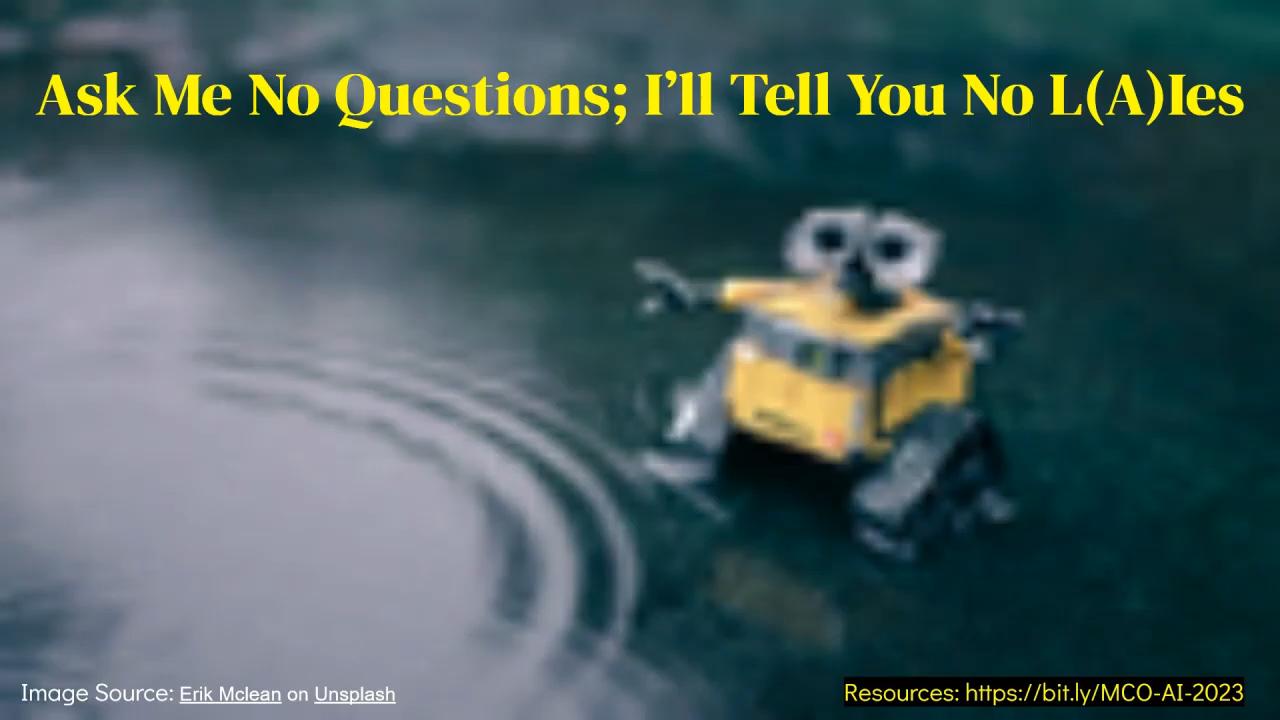 Ask Me No Questions; I’ll Tell You No L(A)Ies
Image Source: Erik Mclean on Unsplash
Resources: https://bit.ly/MCO-AI-2023